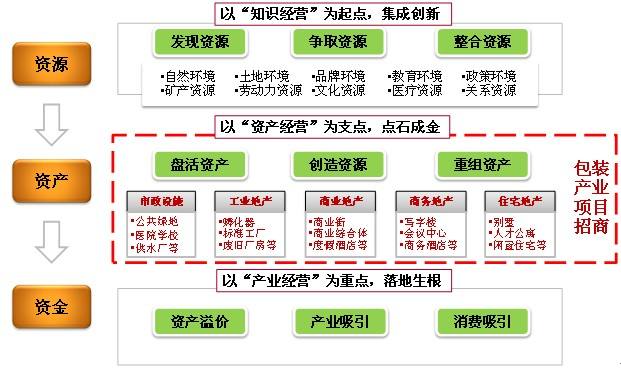 以“知识经营”为起点，集成创新
资源
发现资源 争取资源 整合资源
•自然环境 •土地环境 •品牌环境 •教育环境 •政策环境
•矿产资源 •劳动力资源 •文化资源 •医疗资源 •关系资源
以“资产经营”为支点，点石成金
资产
盘活资产 创造资源 重组资产
包装
产业
项目
招商
市政设施 工业地产 商业地产 商务地产 住宅地产
•公共绿地 •孵化器 •商业街 •写字楼 •别墅
•医院学校 •标准工厂 •商业综合体 •会议中心 •人才公寓
•供水厂等 •废旧厂房等 •度假酒店等 •商务酒店等 •闲置住宅等
以“产业经营”为重点，落地生根
资金
资产溢价 产业吸引 消费吸引